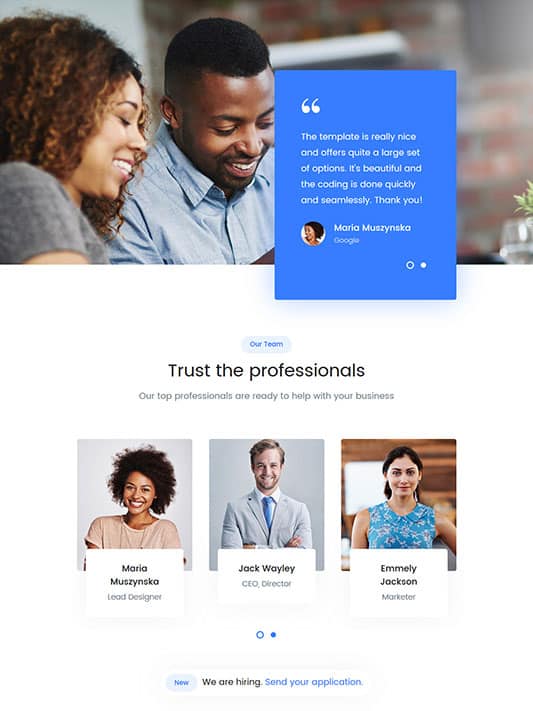 “
The template is really nice
and offers quite a large set
of options. It's beautiful and
the coding is done quickly
and seamlessly. Thank you!
Maria Muszynska
Google
Our Team
Trust the professionals
Our top professionals are ready to help with your business
Maria
Muszynska
Lead Designer
Jack Wayley
CEO, Director
Emmely
Jackson
Marketer
New We are hiring. Send your application.